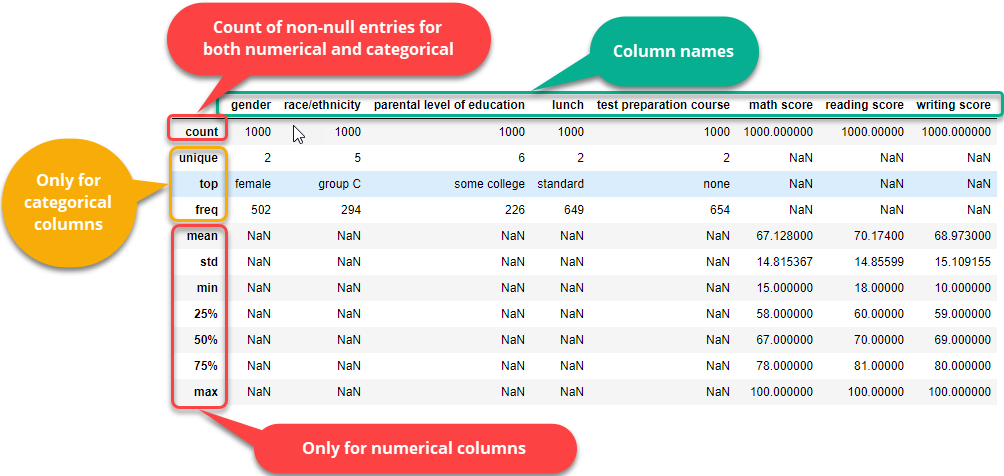 Count of non-null entries for
both numerical and categorical
Column names
gender race/ethnicity parental level of education lunch test preparation course math score reading score writing score
count 1000 1000 1000 1000 1000 1000.000000 1000.00000 1000.000000
unique 2 5 6 2 2 NaN NaN NaN
top female group C some college standard none NaN NaN NaN
freq 502 294 226 649 654 NaN NaN NaN
mean NaN NaN NaN NaN NaN 67.128000 70.17400 68.973000
std NaN NaN NaN NaN NaN 14.815367 14.85599 15.109155
min NaN NaN NaN NaN NaN 15.000000 18.00000 10.000000
25% NaN NaN NaN NaN NaN 58.000000 60.00000 59.000000
50% NaN NaN NaN NaN NaN 67.000000 70.00000 69.000000
75% NaN NaN NaN NaN NaN 78.000000 81.00000 80.000000
max NaN NaN NaN NaN NaN 100.000000 100.00000 100.000000
Only for
categorical
columns
Only for numerical columns